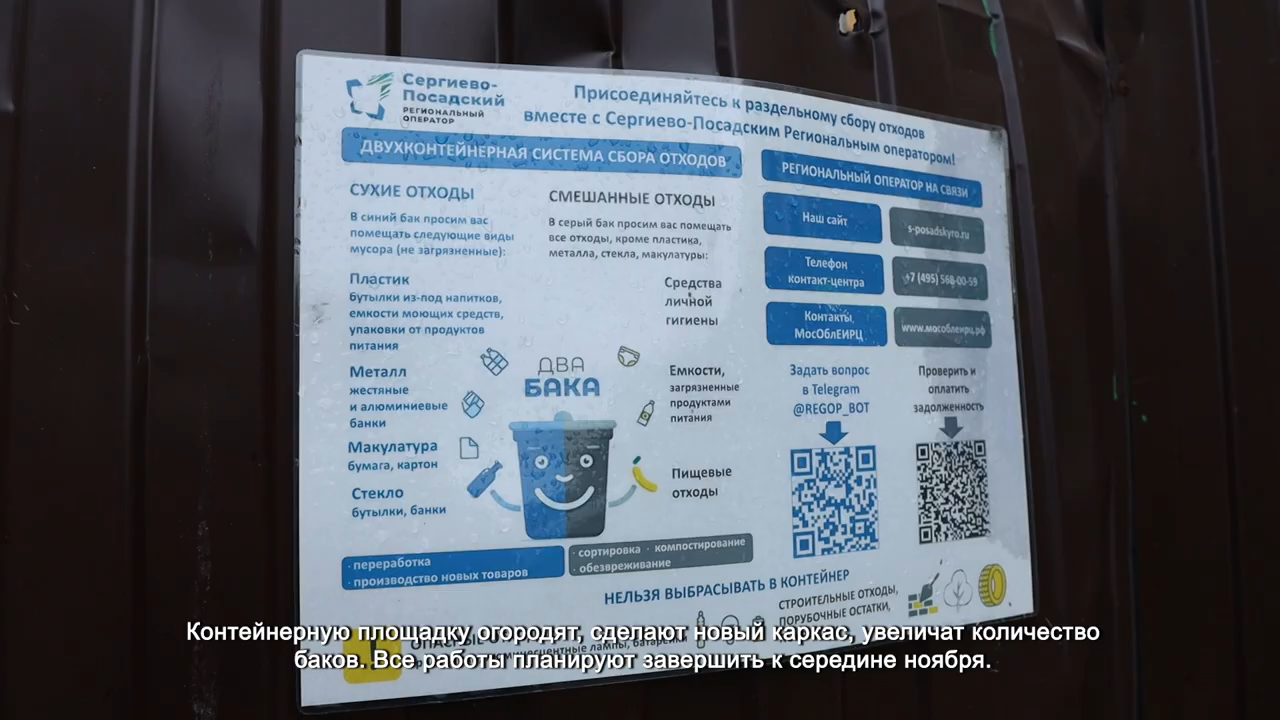 Сергиево-
Посадский
РЕГИОНАЛЬНЫЙ
ОПЕРАТОР
Присоединяйтесь к раздельному сбору отходов
вместе с Сергиево-Посадским Региональным оператором!
ДВУХКОНТЕЙНЕРНАЯ СИСТЕМА СБОРА ОТХОДОВ
СУХИЕ ОТХОДЫ
В синий бак просим вас
помещать следующие виды
мусора (не загрязненные):
Пластик
бутылки из-под напитков,
емкости моющих средств,
упаковки от продуктов
питания
Металл
жестяные
и алюминиевые
банки
Макулатура
бумага, картон
Стекло
бутылки, банки
СМЕШАННЫЕ ОТХОДЫ
В серый бак просим вас помещать
все отходы, кроме пластика,
металла, стекла, макулатуры:
Средства
личной
гигиены
Емкости,
загрязненные
продуктами
питания
Пищевые
отходы
ДВА
БАКА
· переработка
· производство новых товаров
· сортировка · компостирование
· обезвреживание
РЕГИОНАЛЬНЫЙ ОПЕРАТОР НА СВЯЗИ
Наш сайт
s-posadskyro.ru
Телефон
контакт-центра
+7 (495) 568-00-59
Контакты
МосОблЕИРЦ
www.мособлеирц.рф
Задать вопрос
в Telegram
@REGOP_BOT
Проверить и
оплатить
задолженность
НЕЛЬЗЯ ВЫБРАСЫВАТЬ В КОНТЕЙНЕР
СТРОИТЕЛЬНЫЕ ОТХОДЫ,
ПОРУБОЧНЫЕ ОСТАТКИ,
лампы, батарейки
Контейнерную площадку огородят, сделают новый каркас, увеличат количество
баков. Все работы планируют завершить к середине ноября.